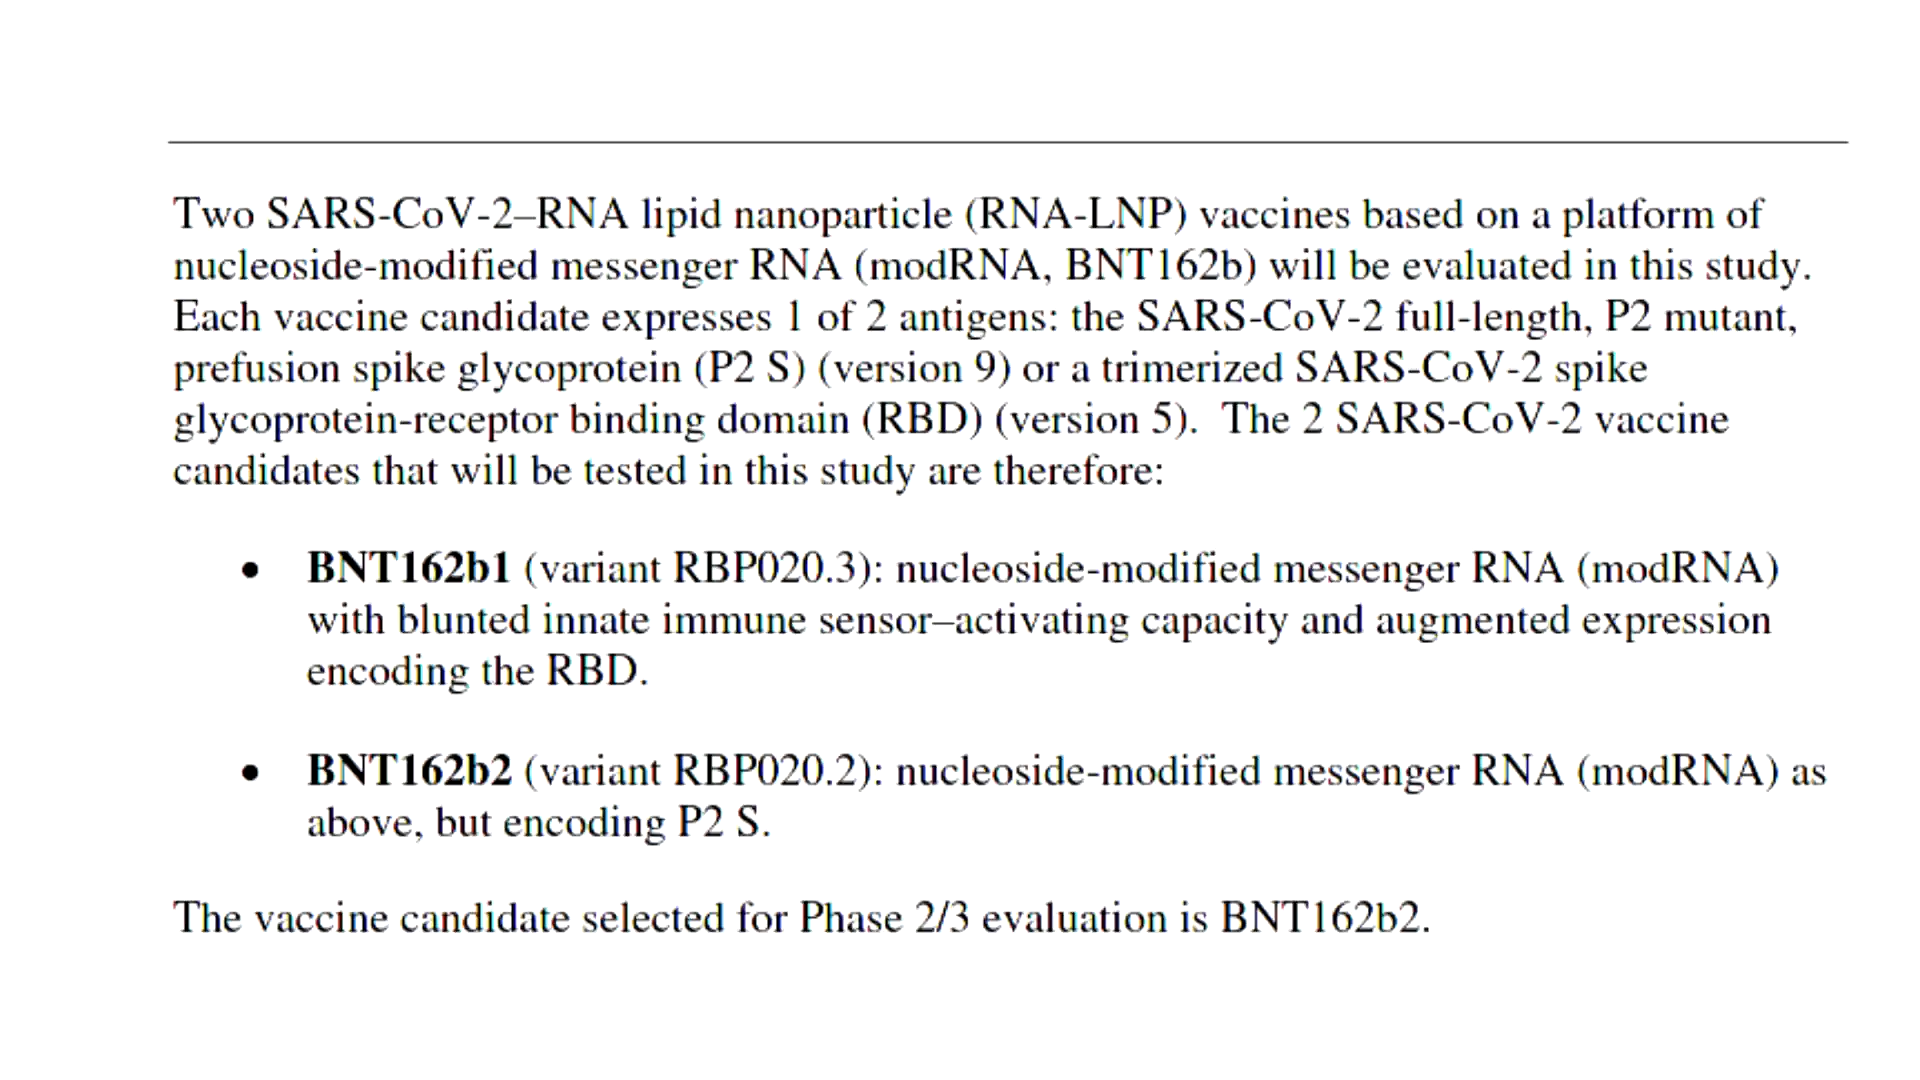 Two SARS-CoV-2–RNA lipid nanoparticle (RNA-LNP) vaccines based on a platform of
nucleoside-modified messenger RNA (modRNA, BNT162b) will be evaluated in this study.
Each vaccine candidate expresses 1 of 2 antigens: the SARS-CoV-2 full-length, P2 mutant,
prefusion spike glycoprotein (P2 S) (version 9) or a trimerized SARS-CoV-2 spike
glycoprotein-receptor binding domain (RBD) (version 5).  The 2 SARS-CoV-2 vaccine
candidates that will be tested in this study are therefore:
• BNT162b1 (variant RBP020.3): nucleoside-modified messenger RNA (modRNA)
with blunted innate immune sensor–activating capacity and augmented expression
encoding the RBD.
• BNT162b2 (variant RBP020.2): nucleoside-modified messenger RNA (modRNA) as
above, but encoding P2 S.
The vaccine candidate selected for Phase 2/3 evaluation is BNT162b2.